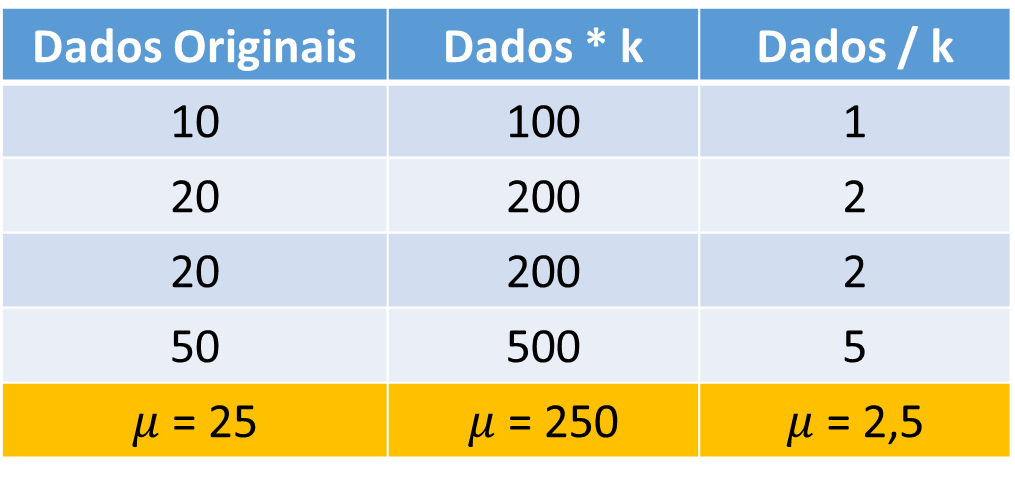 Dados Originais Dados * k Dados / k
10 100 1
20 200 2
20 200 2
50 500 5
𝜇 = 25 𝜇 = 250 𝜇 = 2,5